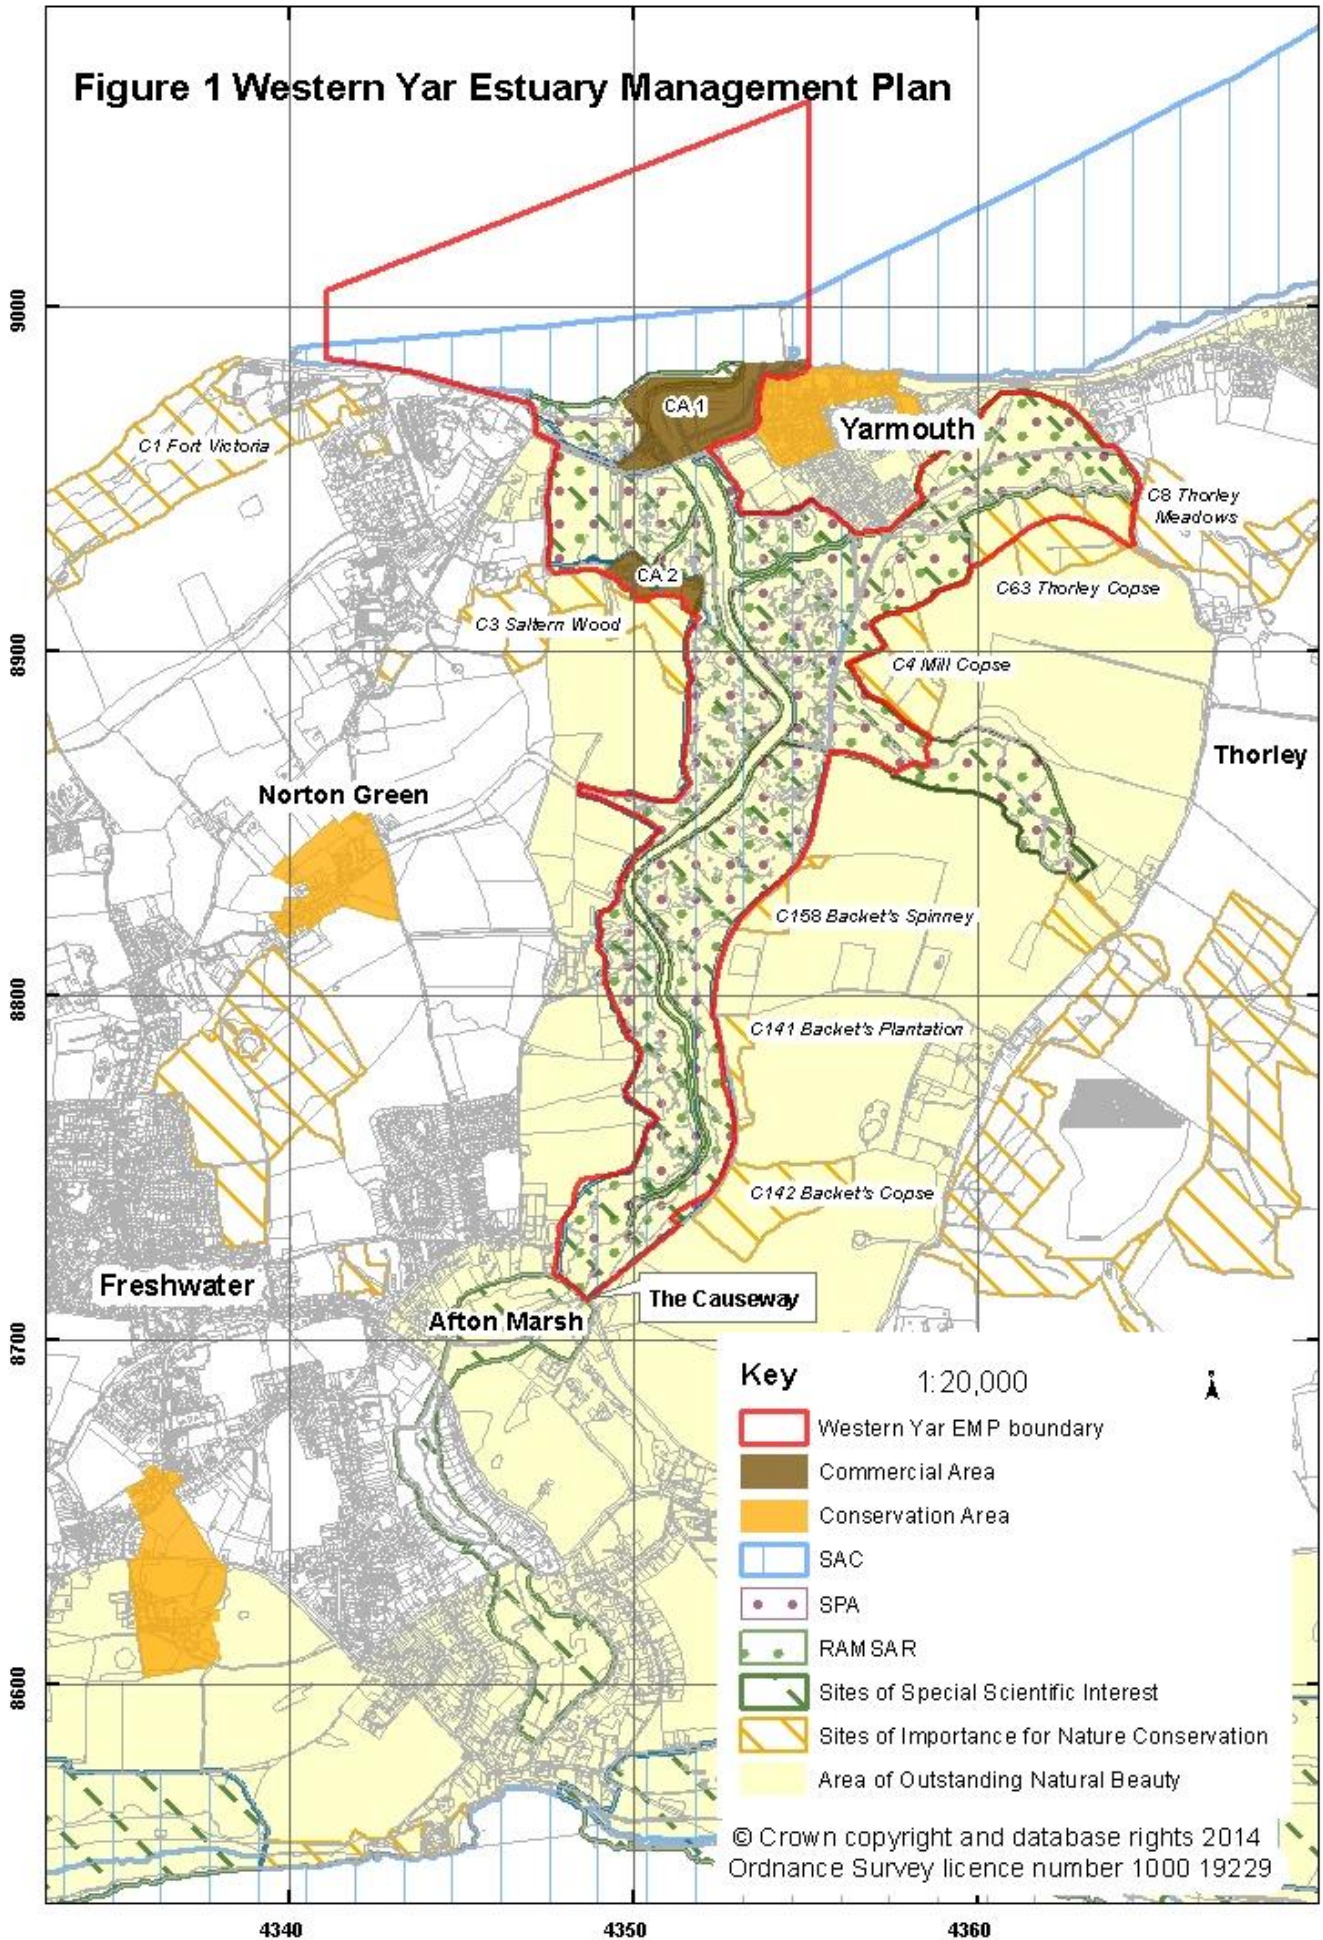 Figure 1 Western Yar Estuary Management Plan
9000
CA 1
Yarmouth
C1 Fort Victoria
C8 Thorley
Meadows
CA 2
C63 Thorley Copse
C3 Saltern Wood
8900
C4 Mill Copse
Thorley
Norton Green
C158 Backet's Spinney
8800
C141 Backet's Plantation
C142 Backet's Copse
Freshwater
The Causeway
Afton Marsh
8700
Key
1:20,000
Western Yar EMP boundary
Commercial Area
Conservation Area
SAC
SPA
RAMSAR
8600
Sites of Special Scientific Interest
Sites of Importance for Nature Conservation
Area of Outstanding Natural Beauty
© Crown copyright and database rights 2014
Ordnance Survey licence number 1000 19229
4340
4350
4360